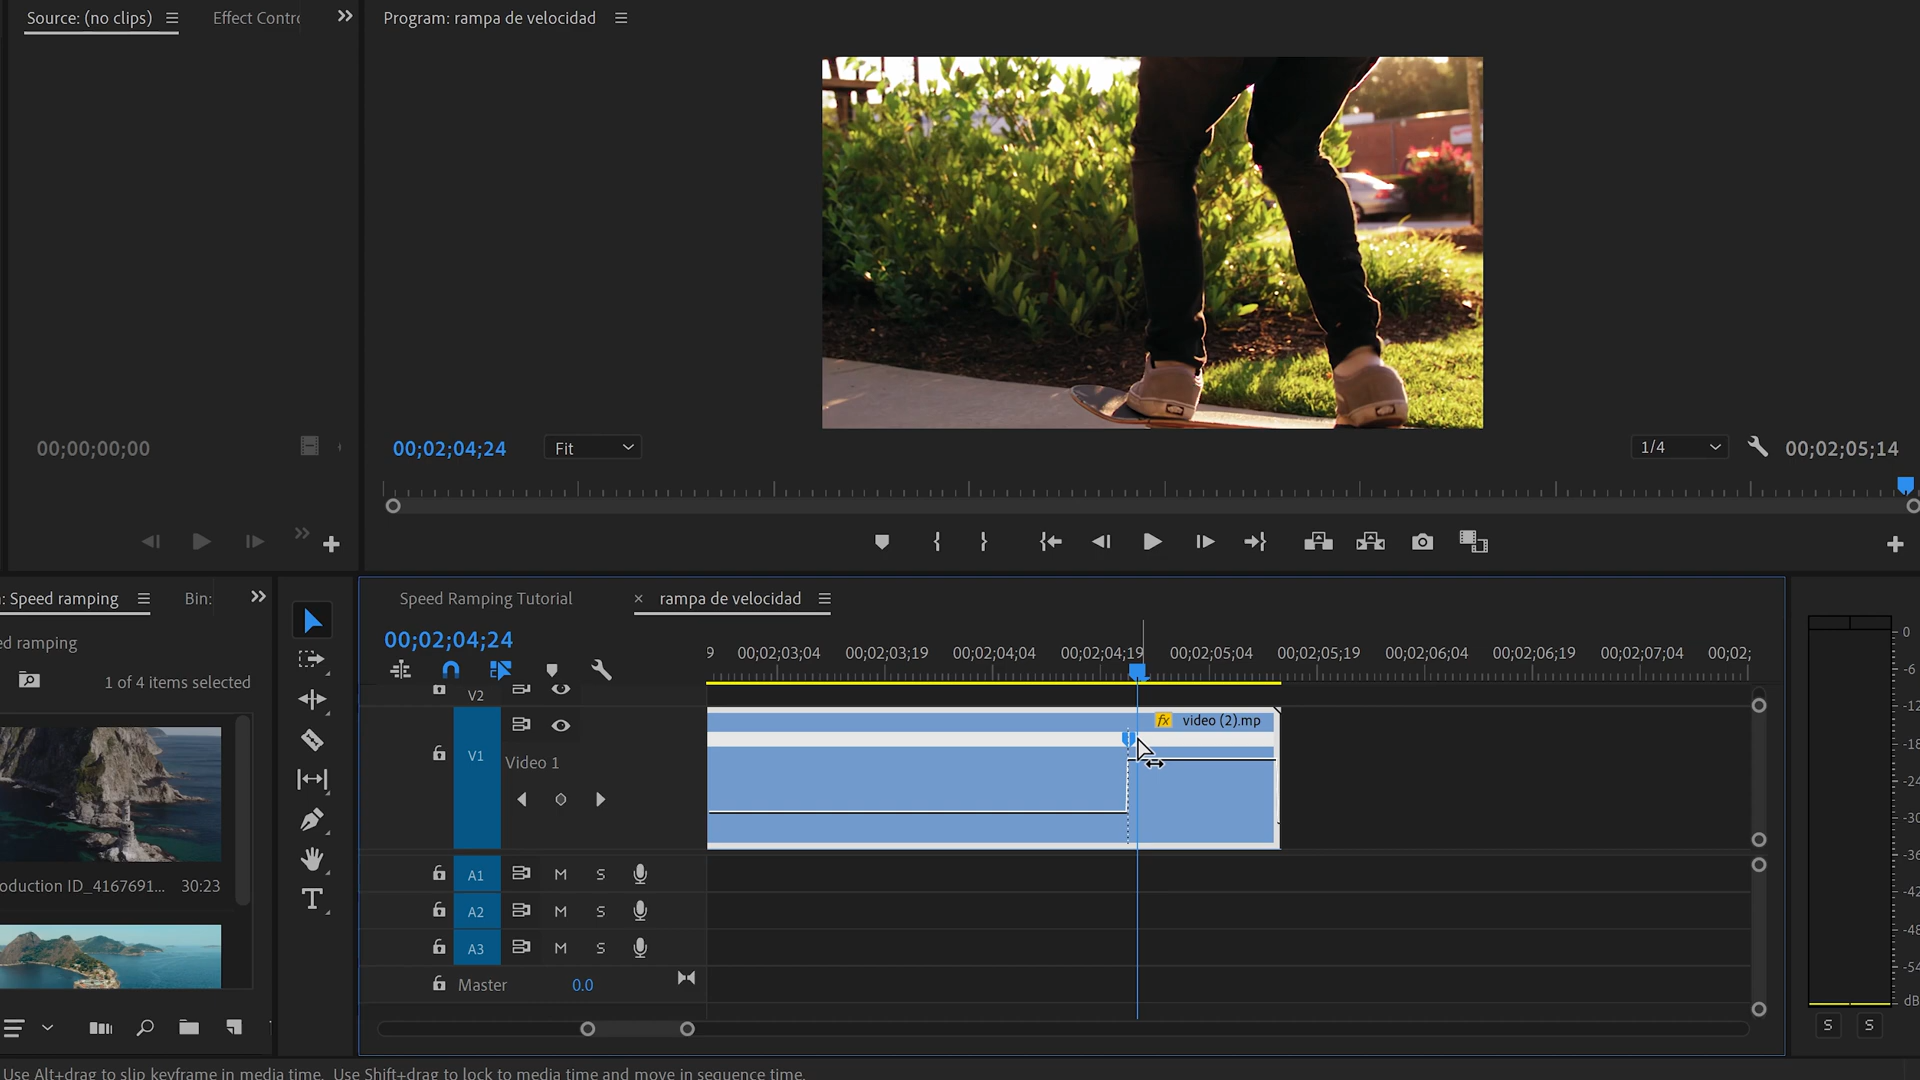 Source: (no clips)
Effect Contro
Program: rampa de velocidad
00;00;00;00
00;02;04;24
Fit
1/4
00;02;05;14
: Speed ramping
Bin:
Speed Ramping Tutorial
× rampa de velocidad
ed ramping
1 of 4 items selected
00;02;04;24
9 00;02;03;04 00;02;03;19 00;02;04;04 00;02;04;19 00;02;05;04 00;02;05;19 00;02;06;04 00;02;06;19 00;02;07;04 00;02;
V2
V1
Video 1
fx video (2).mp
oduction ID_4167691... 30:23
A1 M S
A2 M S
A3 M S
Master 0.0
0
-6
-12
-18
-24
-30
-36
-42
-48
-54
dB
S S
T
Use Alt+drag to slip keyframe in media time. Use Shift+drag to lock to media time and move in sequence time.